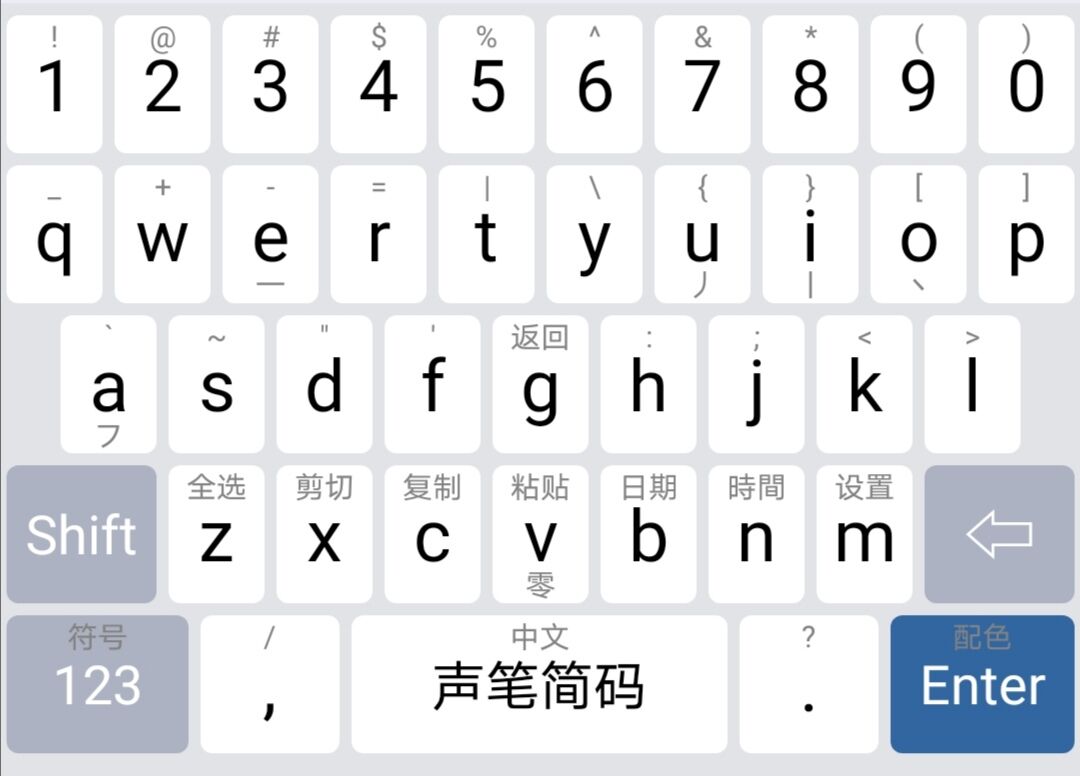 ! @ # $ % ^ & * ( )
1 2 3 4 5 6 7 8 9 0
_ + - = | \ { } [ ]
q w e r t y u i o p
一 丿 丨 丶
` ~ " ' 返回 : ; < >
a s d f g h j k l
フ
全选 剪切 复制 粘贴 日期 時間 设置
Shift z x c v b n m
零
符号 / 中文 ? 配色
123 , 声笔简码 . Enter